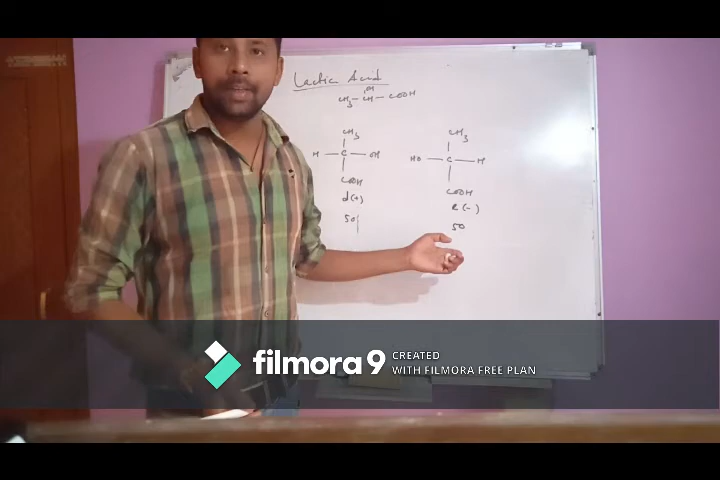 Lactic Acid
OH
CH3 - CH - COOH
CH3
H - C - OH
COOH
d(+)
50
CH3
HO - C - H
COOH
l(-)
50
filmora 9 CREATED
WITH FILMORA FREE PLAN